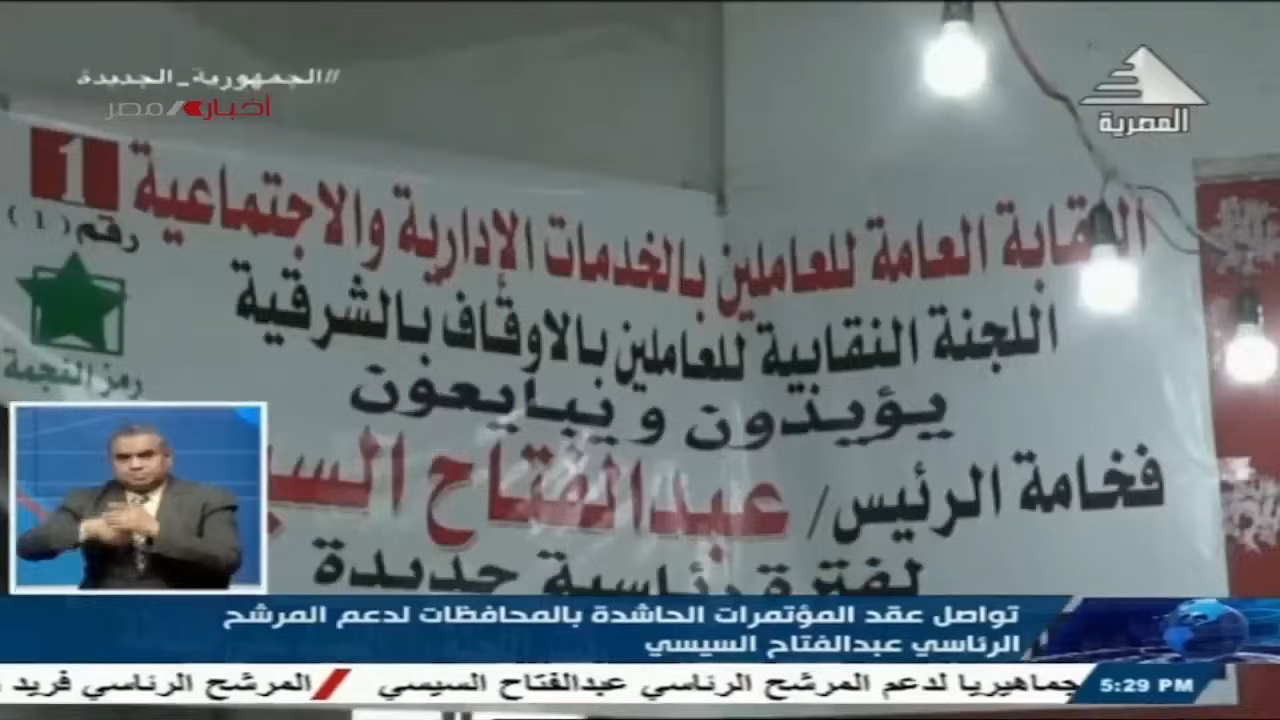 #الجمهورية_الجديدة
أخبار مصر
المصرية
النقابة العامة للعاملين بالخدمات الإدارية والاجتماعية
1
رقم (1)
اللجنة النقابية للعاملين بالاوقاف بالشرقية
رمز النجمة
يؤيدون ويبايعون
فخامة الرئيس/ عبدالفتاح
لفترة رئاسية جديدة
تواصل عقد المؤتمرات الحاشدة بالمحافظات لدعم المرشح
الرئاسي عبدالفتاح السيسي
جماهيريا لدعم المرشح الرئاسي عبدالفتاح السيسي / المرشح الرئاسي فريد
5:29 PM